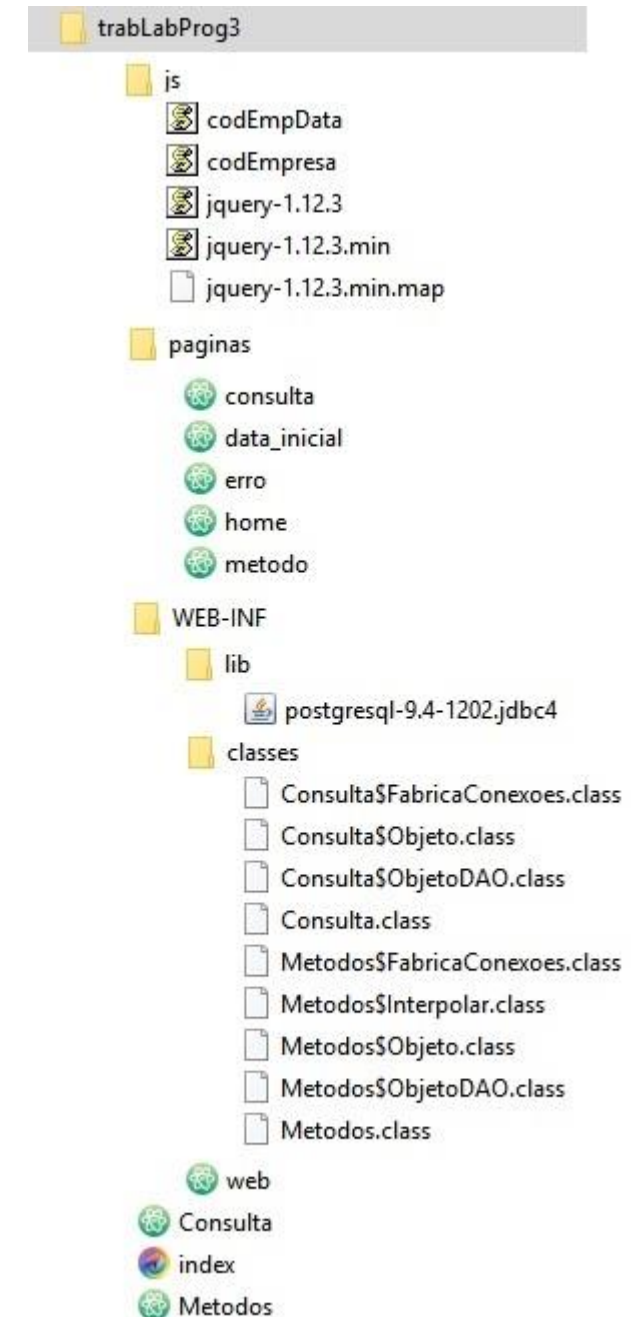 trabLabProg3
js
codEmpData
codEmpresa
jquery-1.12.3
jquery-1.12.3.min
jquery-1.12.3.min.map
paginas
consulta
data_inicial
erro
home
metodo
WEB-INF
lib
postgresql-9.4-1202.jdbc4
classes
Consulta$FabricaConexoes.class
Consulta$Objeto.class
Consulta$ObjetoDAO.class
Consulta.class
Metodos$FabricaConexoes.class
Metodos$Interpolar.class
Metodos$Objeto.class
Metodos$ObjetoDAO.class
Metodos.class
web
Consulta
index
Metodos